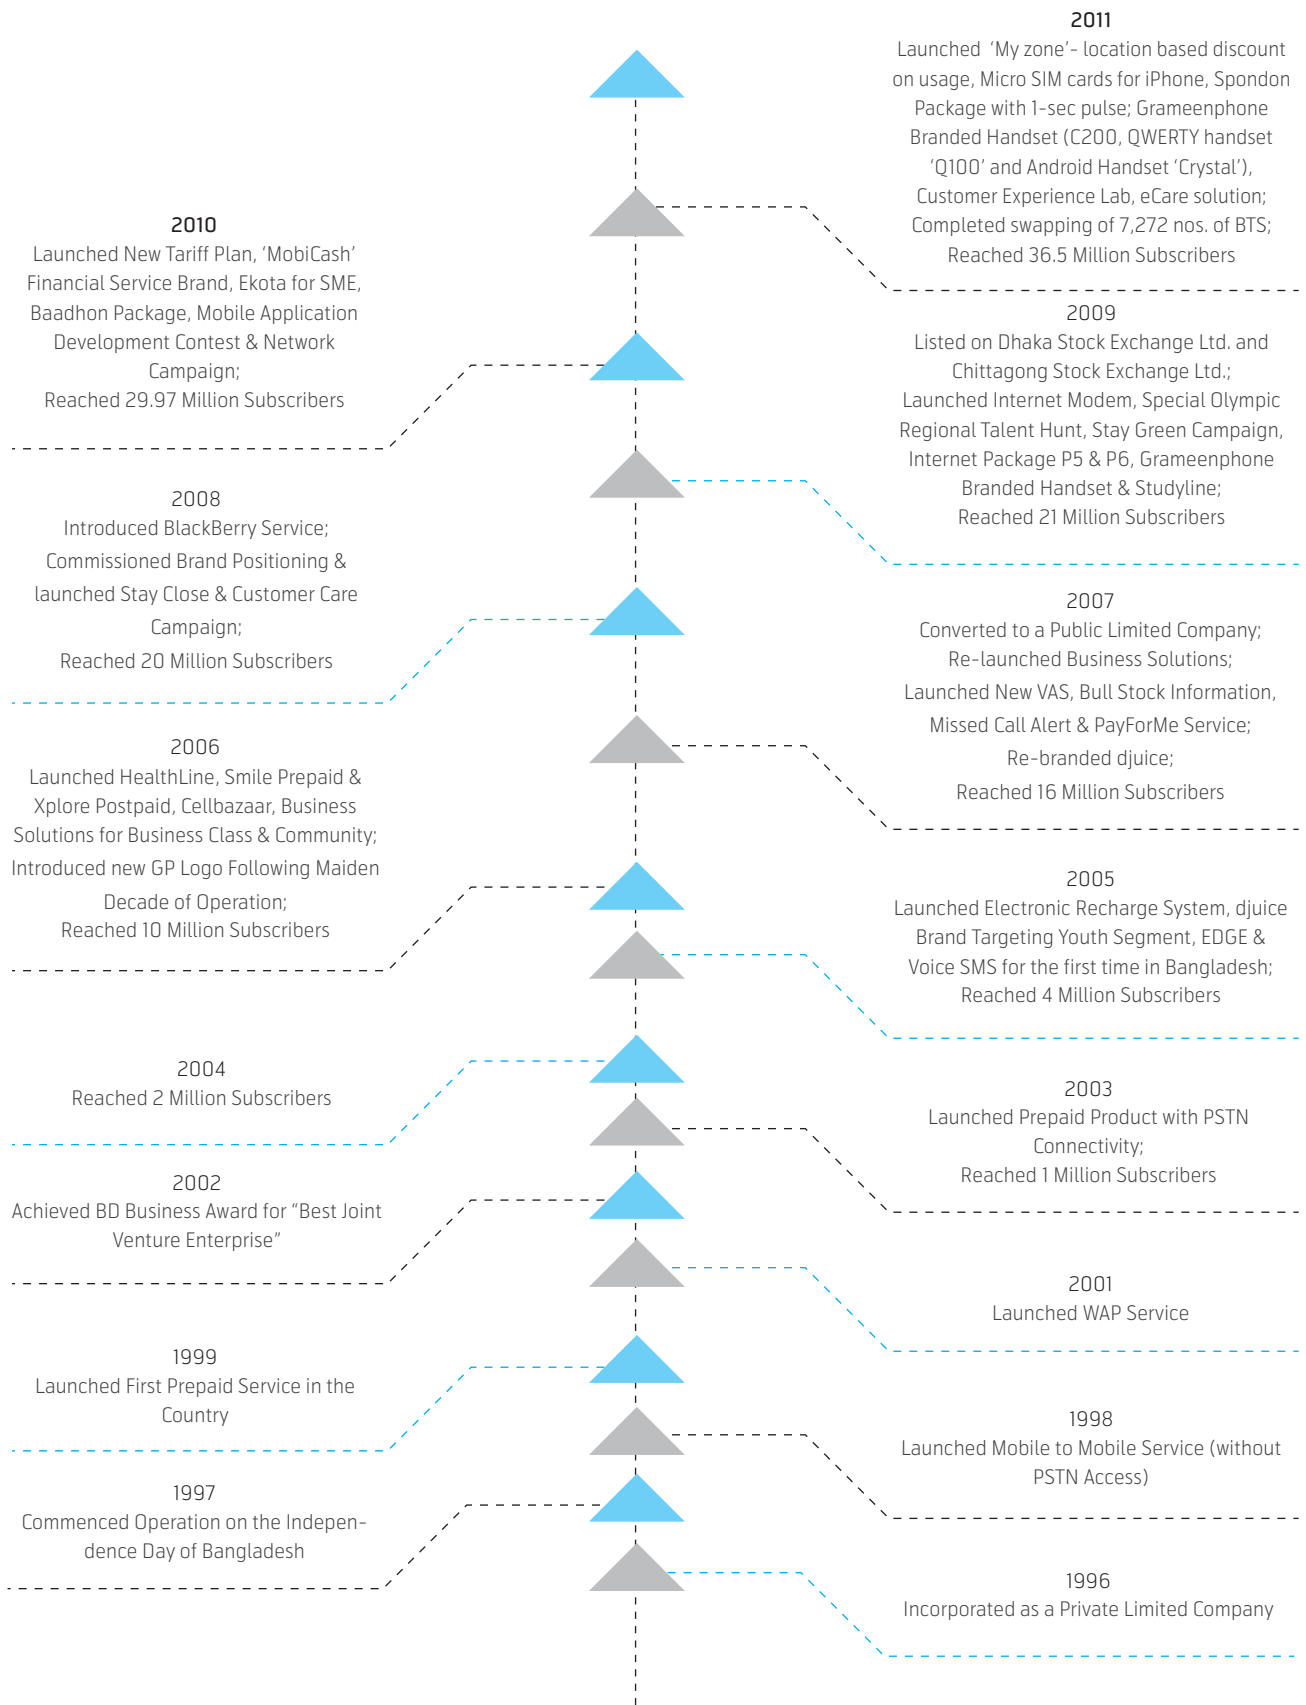 2011
Launched ‘My zone’- location based discount
on usage, Micro SIM cards for iPhone, Spondon
Package with 1-sec pulse; Grameenphone
Branded Handset (C200, QWERTY handset
‘Q100’ and Android Handset ‘Crystal’),
Customer Experience Lab, eCare solution;
Completed swapping of 7,272 nos. of BTS;
Reached 36.5 Million Subscribers
2010
Launched New Tariff Plan, ‘MobiCash’
Financial Service Brand, Ekota for SME,
Baadhon Package, Mobile Application
Development Contest & Network
Campaign;
Reached 29.97 Million Subscribers
2009
Listed on Dhaka Stock Exchange Ltd. and
Chittagong Stock Exchange Ltd.;
Launched Internet Modem, Special Olympic
Regional Talent Hunt, Stay Green Campaign,
Internet Package P5 & P6, Grameenphone
Branded Handset & Studyline;
Reached 21 Million Subscribers
2008
Introduced BlackBerry Service;
Commissioned Brand Positioning &
launched Stay Close & Customer Care
Campaign;
Reached 20 Million Subscribers
2007
Converted to a Public Limited Company;
Re-launched Business Solutions;
Launched New VAS, Bull Stock Information,
Missed Call Alert & PayForMe Service;
Re-branded djuice;
Reached 16 Million Subscribers
2006
Launched HealthLine, Smile Prepaid &
Xplore Postpaid, Cellbazaar, Business
Solutions for Business Class & Community;
Introduced new GP Logo Following Maiden
Decade of Operation;
Reached 10 Million Subscribers
2005
Launched Electronic Recharge System, djuice
Brand Targeting Youth Segment, EDGE &
Voice SMS for the first time in Bangladesh;
Reached 4 Million Subscribers
2004
Reached 2 Million Subscribers
2003
Launched Prepaid Product with PSTN
Connectivity;
Reached 1 Million Subscribers
2002
Achieved BD Business Award for “Best Joint
Venture Enterprise”
2001
Launched WAP Service
1999
Launched First Prepaid Service in the
Country
1998
Launched Mobile to Mobile Service (without
PSTN Access)
1997
Commenced Operation on the Indepen-
dence Day of Bangladesh
1996
Incorporated as a Private Limited Company